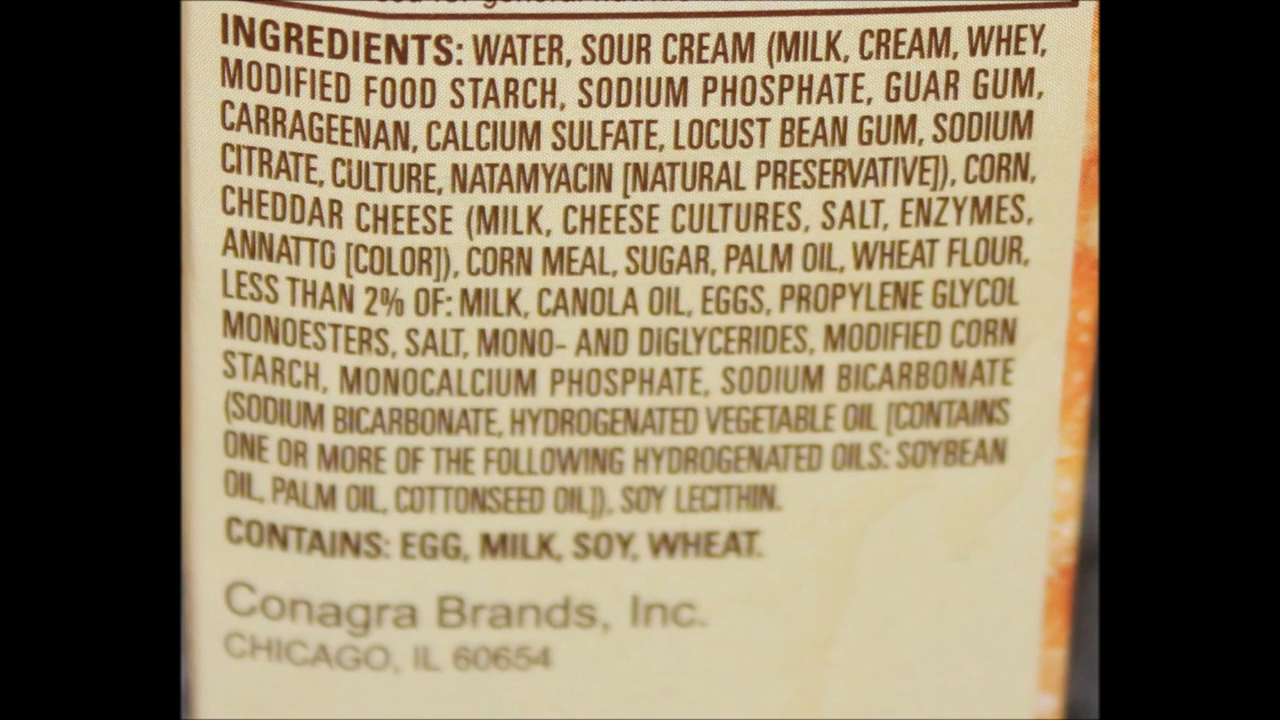 INGREDIENTS: WATER, SOUR CREAM (MILK, CREAM, WHEY,
MODIFIED FOOD STARCH, SODIUM PHOSPHATE, GUAR GUM,
CARRAGEENAN, CALCIUM SULFATE, LOCUST BEAN GUM, SODIUM
CITRATE, CULTURE, NATAMYACIN [NATURAL PRESERVATIVE]), CORN,
CHEDDAR CHEESE (MILK, CHEESE CULTURES, SALT, ENZYMES,
ANNATTO [COLOR]), CORN MEAL, SUGAR, PALM OIL, WHEAT FLOUR,
LESS THAN 2% OF: MILK, CANOLA OIL, EGGS, PROPYLENE GLYCOL
MONOESTERS, SALT, MONO- AND DIGLYCERIDES, MODIFIED CORN
STARCH, MONOCALCIUM PHOSPHATE, SODIUM BICARBONATE
(SODIUM BICARBONATE, HYDROGENATED VEGETABLE OIL [CONTAINS
ONE OR MORE OF THE FOLLOWING HYDROGENATED OILS: SOYBEAN
OIL, PALM OIL, COTTONSEED OIL]), SOY LECITHIN.
CONTAINS: EGG, MILK, SOY, WHEAT.
Conagra Brands, Inc.
CHICAGO, IL 60654